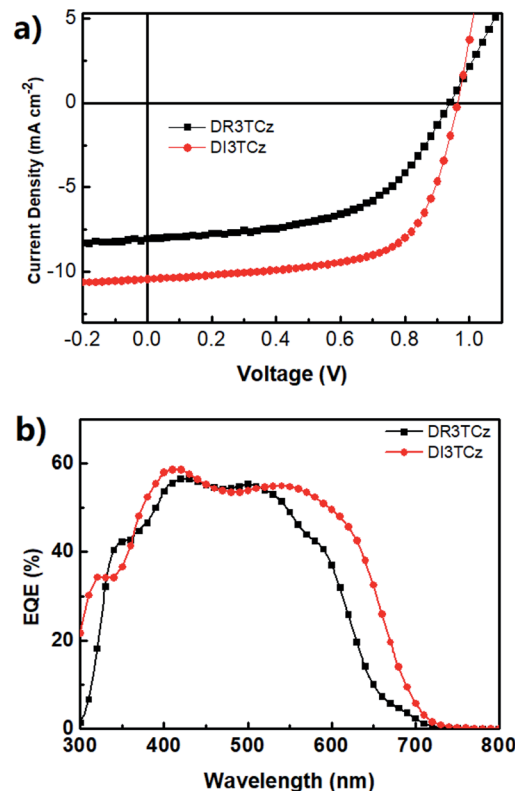 a)
5
0
-5
-10
Current Density (mA cm-2)
DR3TCz
DI3TCz
-0.2 0.0 0.2 0.4 0.6 0.8 1.0
Voltage (V)
b)
60
40
20
0
EQE (%)
DR3TCz
DI3TCz
300 400 500 600 700 800
Wavelength (nm)